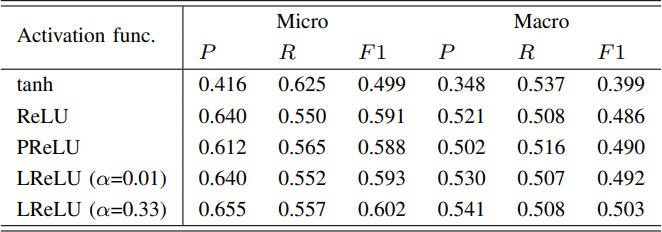 Activation func. Micro Macro
P R F1 P R F1
tanh 0.416 0.625 0.499 0.348 0.537 0.399
ReLU 0.640 0.550 0.591 0.521 0.508 0.486
PReLU 0.612 0.565 0.588 0.502 0.516 0.490
LReLU (α=0.01) 0.640 0.552 0.593 0.530 0.507 0.492
LReLU (α=0.33) 0.655 0.557 0.602 0.541 0.508 0.503